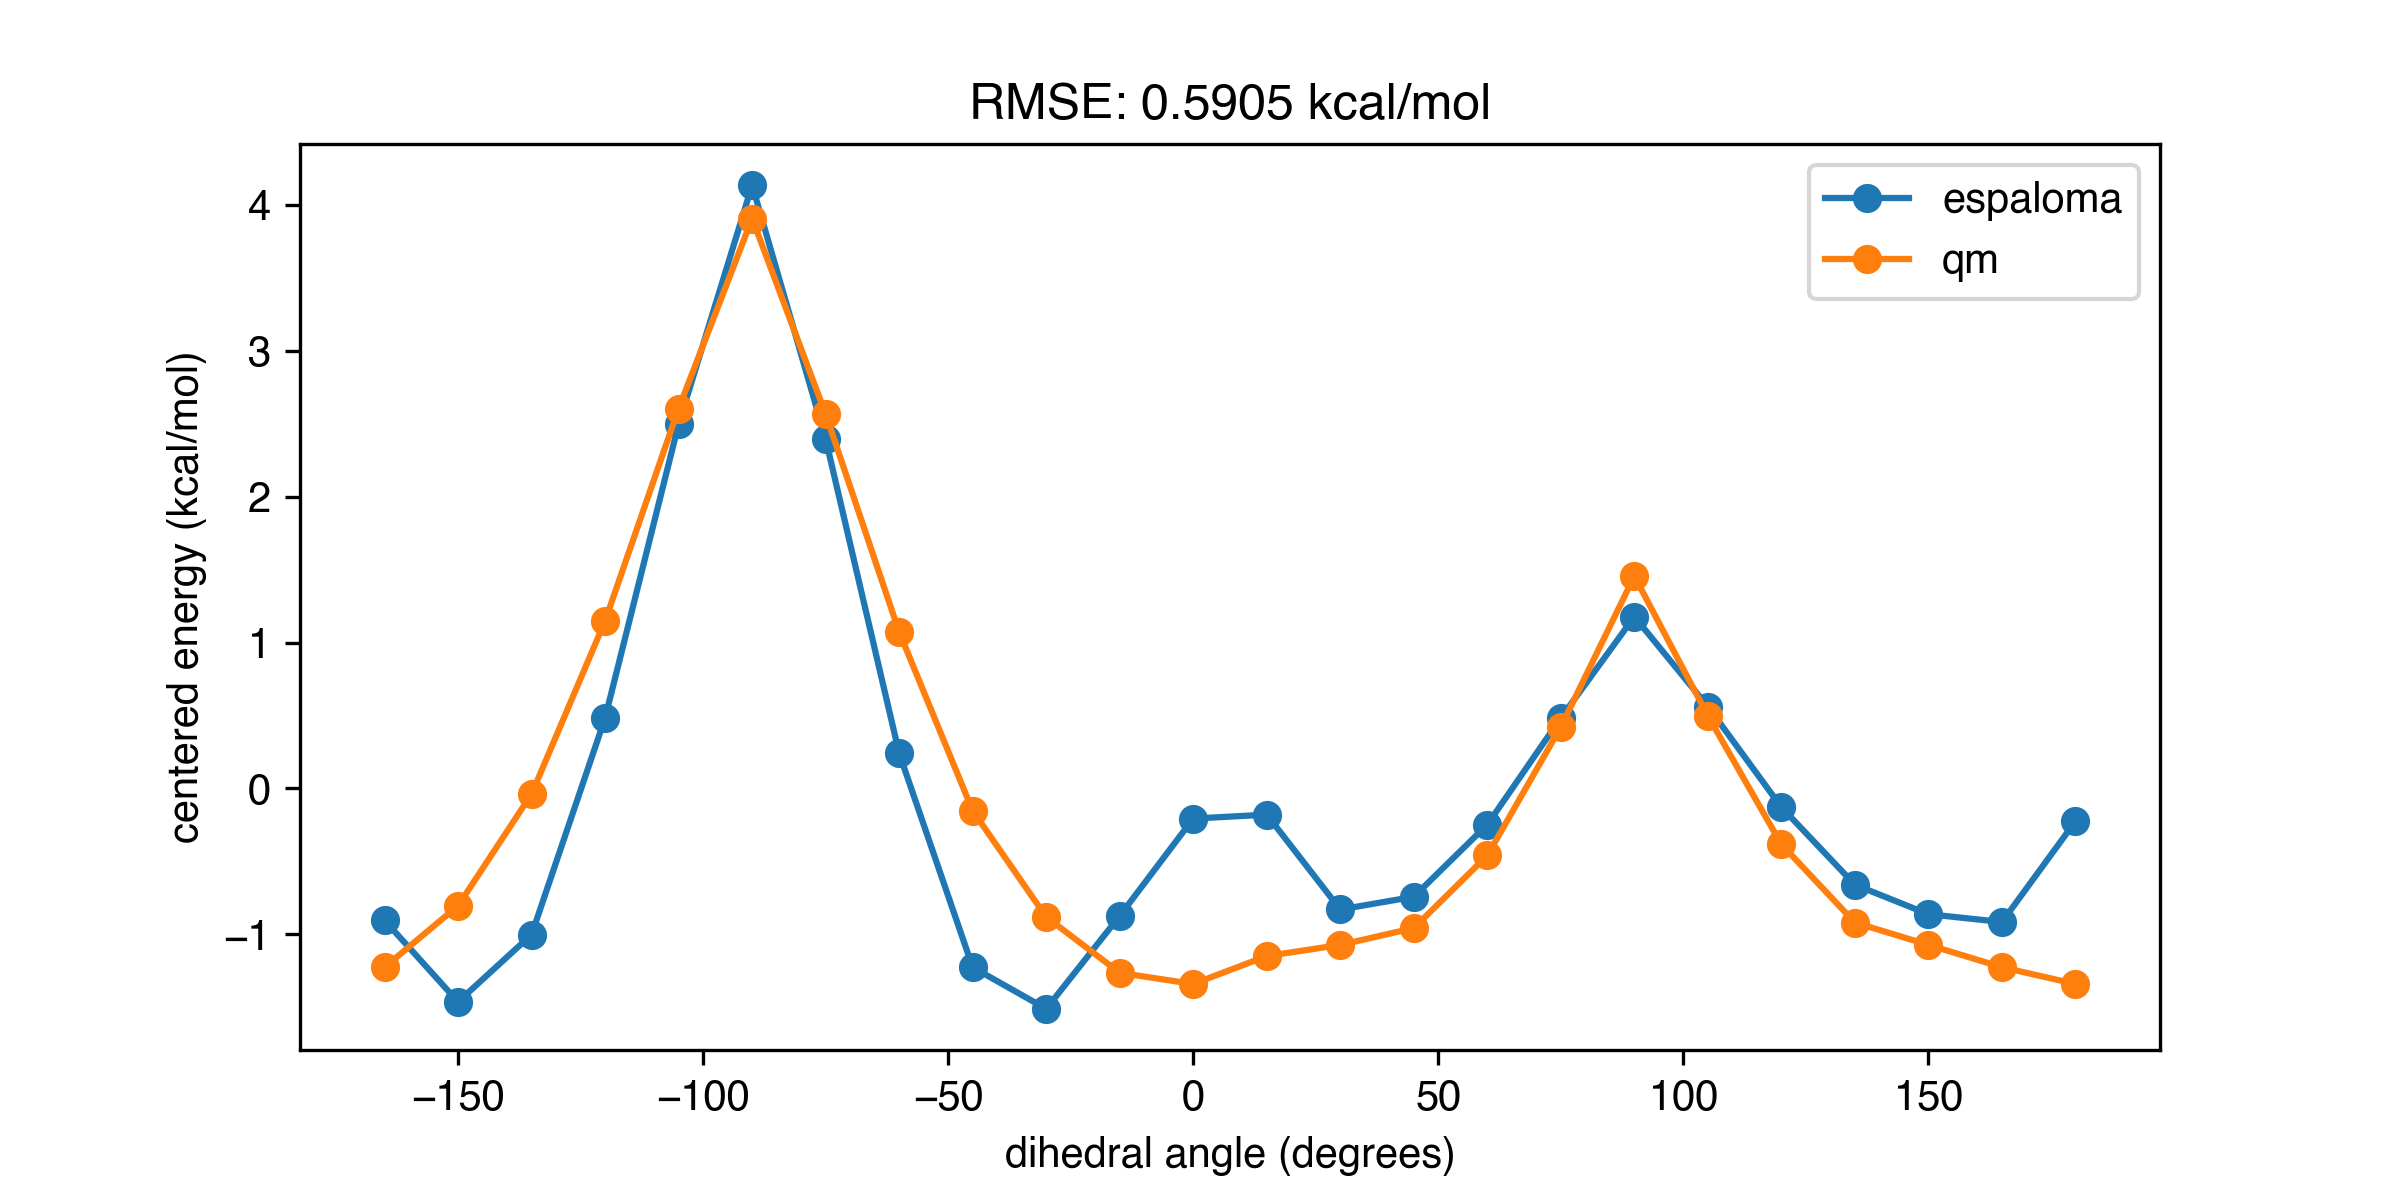 RMSE: 0.5905 kcal/mol
espaloma
qm
centered energy (kcal/mol)
4
3
2
1
0
−1
−150 −100 −50 0 50 100 150
dihedral angle (degrees)